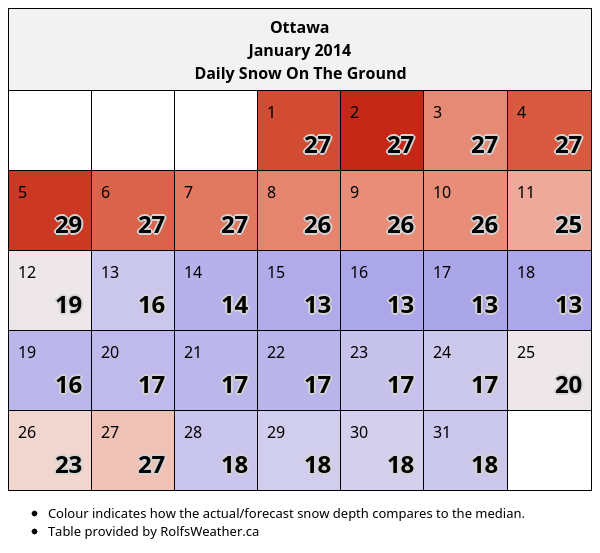 Ottawa
January 2014
Daily Snow On The Ground
1 2 3 4
27 27 27 27
5 6 7 8 9 10 11
29 27 27 26 26 26 25
12 13 14 15 16 17 18
19 16 14 13 13 13 13
19 20 21 22 23 24 25
16 17 17 17 17 17 20
26 27 28 29 30 31
23 27 18 18 18 18
• Colour indicates how the actual/forecast snow depth compares to the median.
• Table provided by RolfsWeather.ca